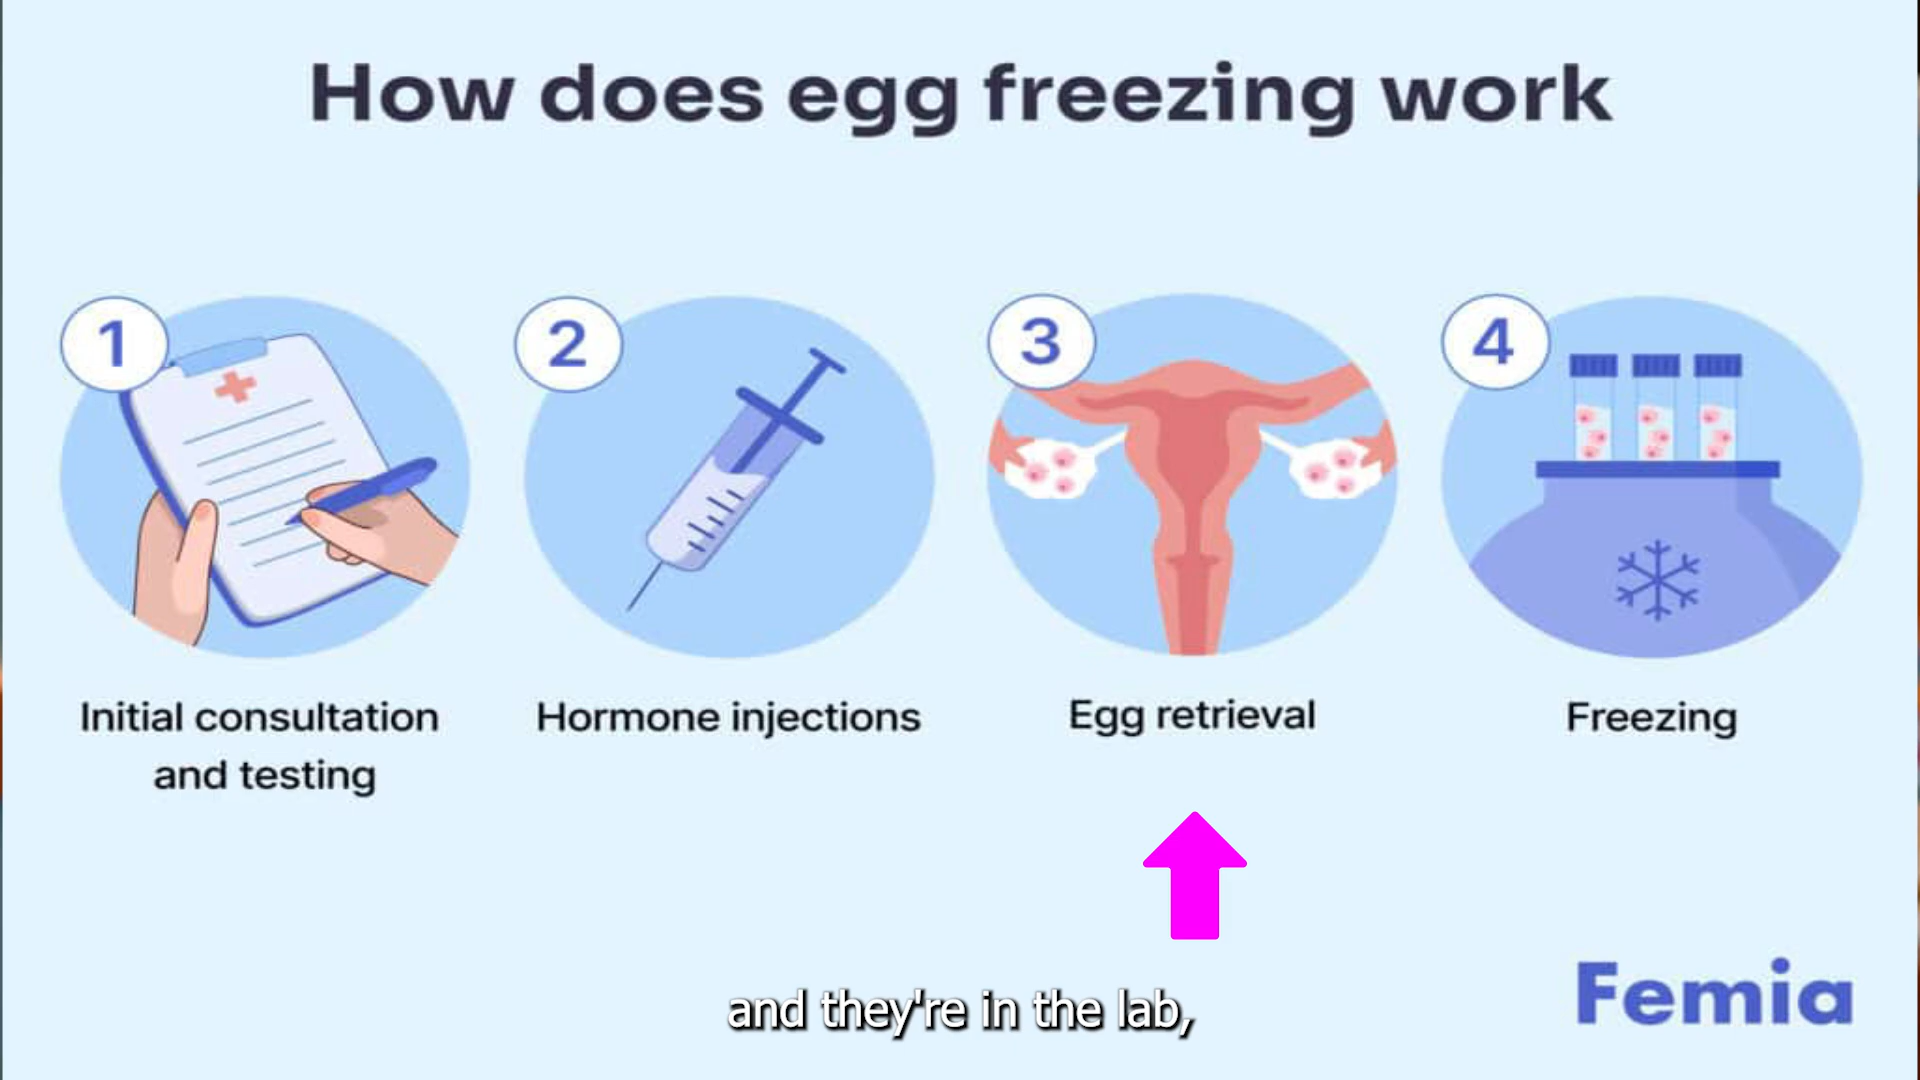 How does egg freezing work
1
2
3
4
Initial consultation
and testing
Hormone injections
Egg retrieval
Freezing
Femia
and they're in the lab,